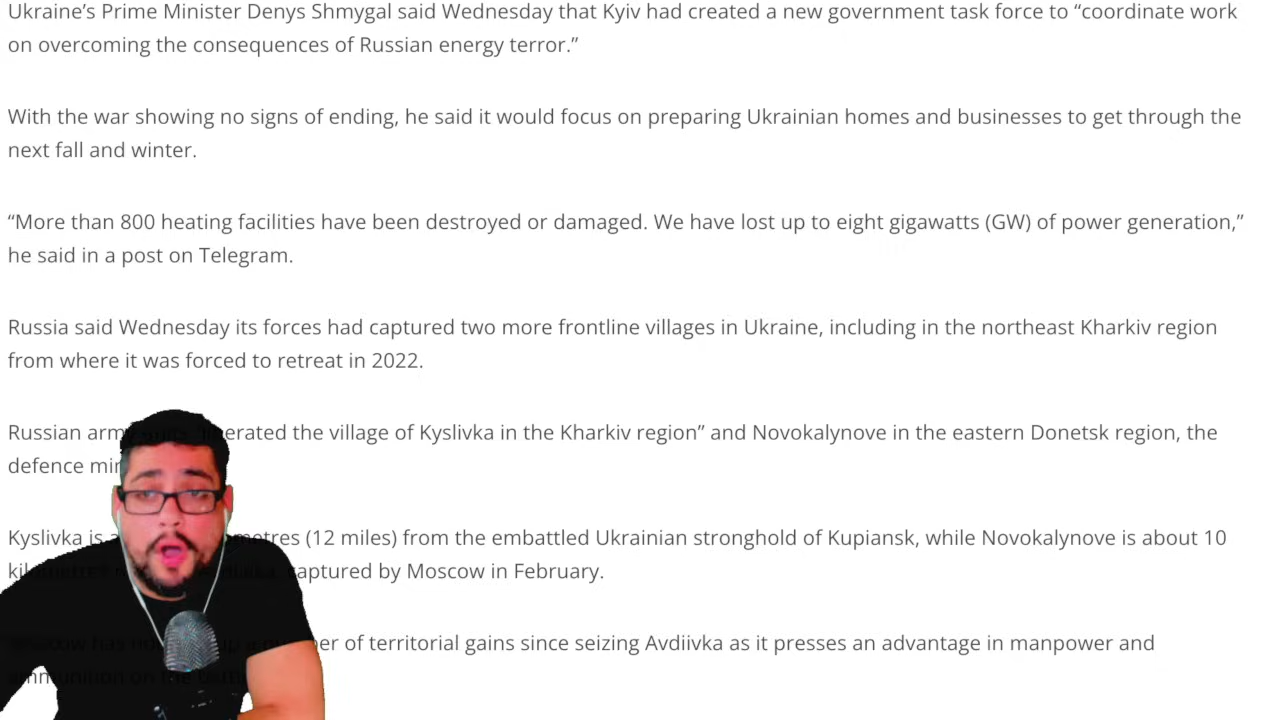 Ukraine’s Prime Minister Denys Shmygal said Wednesday that Kyiv had created a new government task force to “coordinate work
on overcoming the consequences of Russian energy terror.”
With the war showing no signs of ending, he said it would focus on preparing Ukrainian homes and businesses to get through the
next fall and winter.
“More than 800 heating facilities have been destroyed or damaged. We have lost up to eight gigawatts (GW) of power generation,”
he said in a post on Telegram.
Russia said Wednesday its forces had captured two more frontline villages in Ukraine, including in the northeast Kharkiv region
from where it was forced to retreat in 2022.
Russian the village of Kyslivka in the Kharkiv region” and Novokalynove in the eastern Donetsk region, the
defence
Kyslivka is (12 miles) from the embattled Ukrainian stronghold of Kupiansk, while Novokalynove is about 10
captured by Moscow in February.
of territorial gains since seizing Avdiivka as it presses an advantage in manpower and